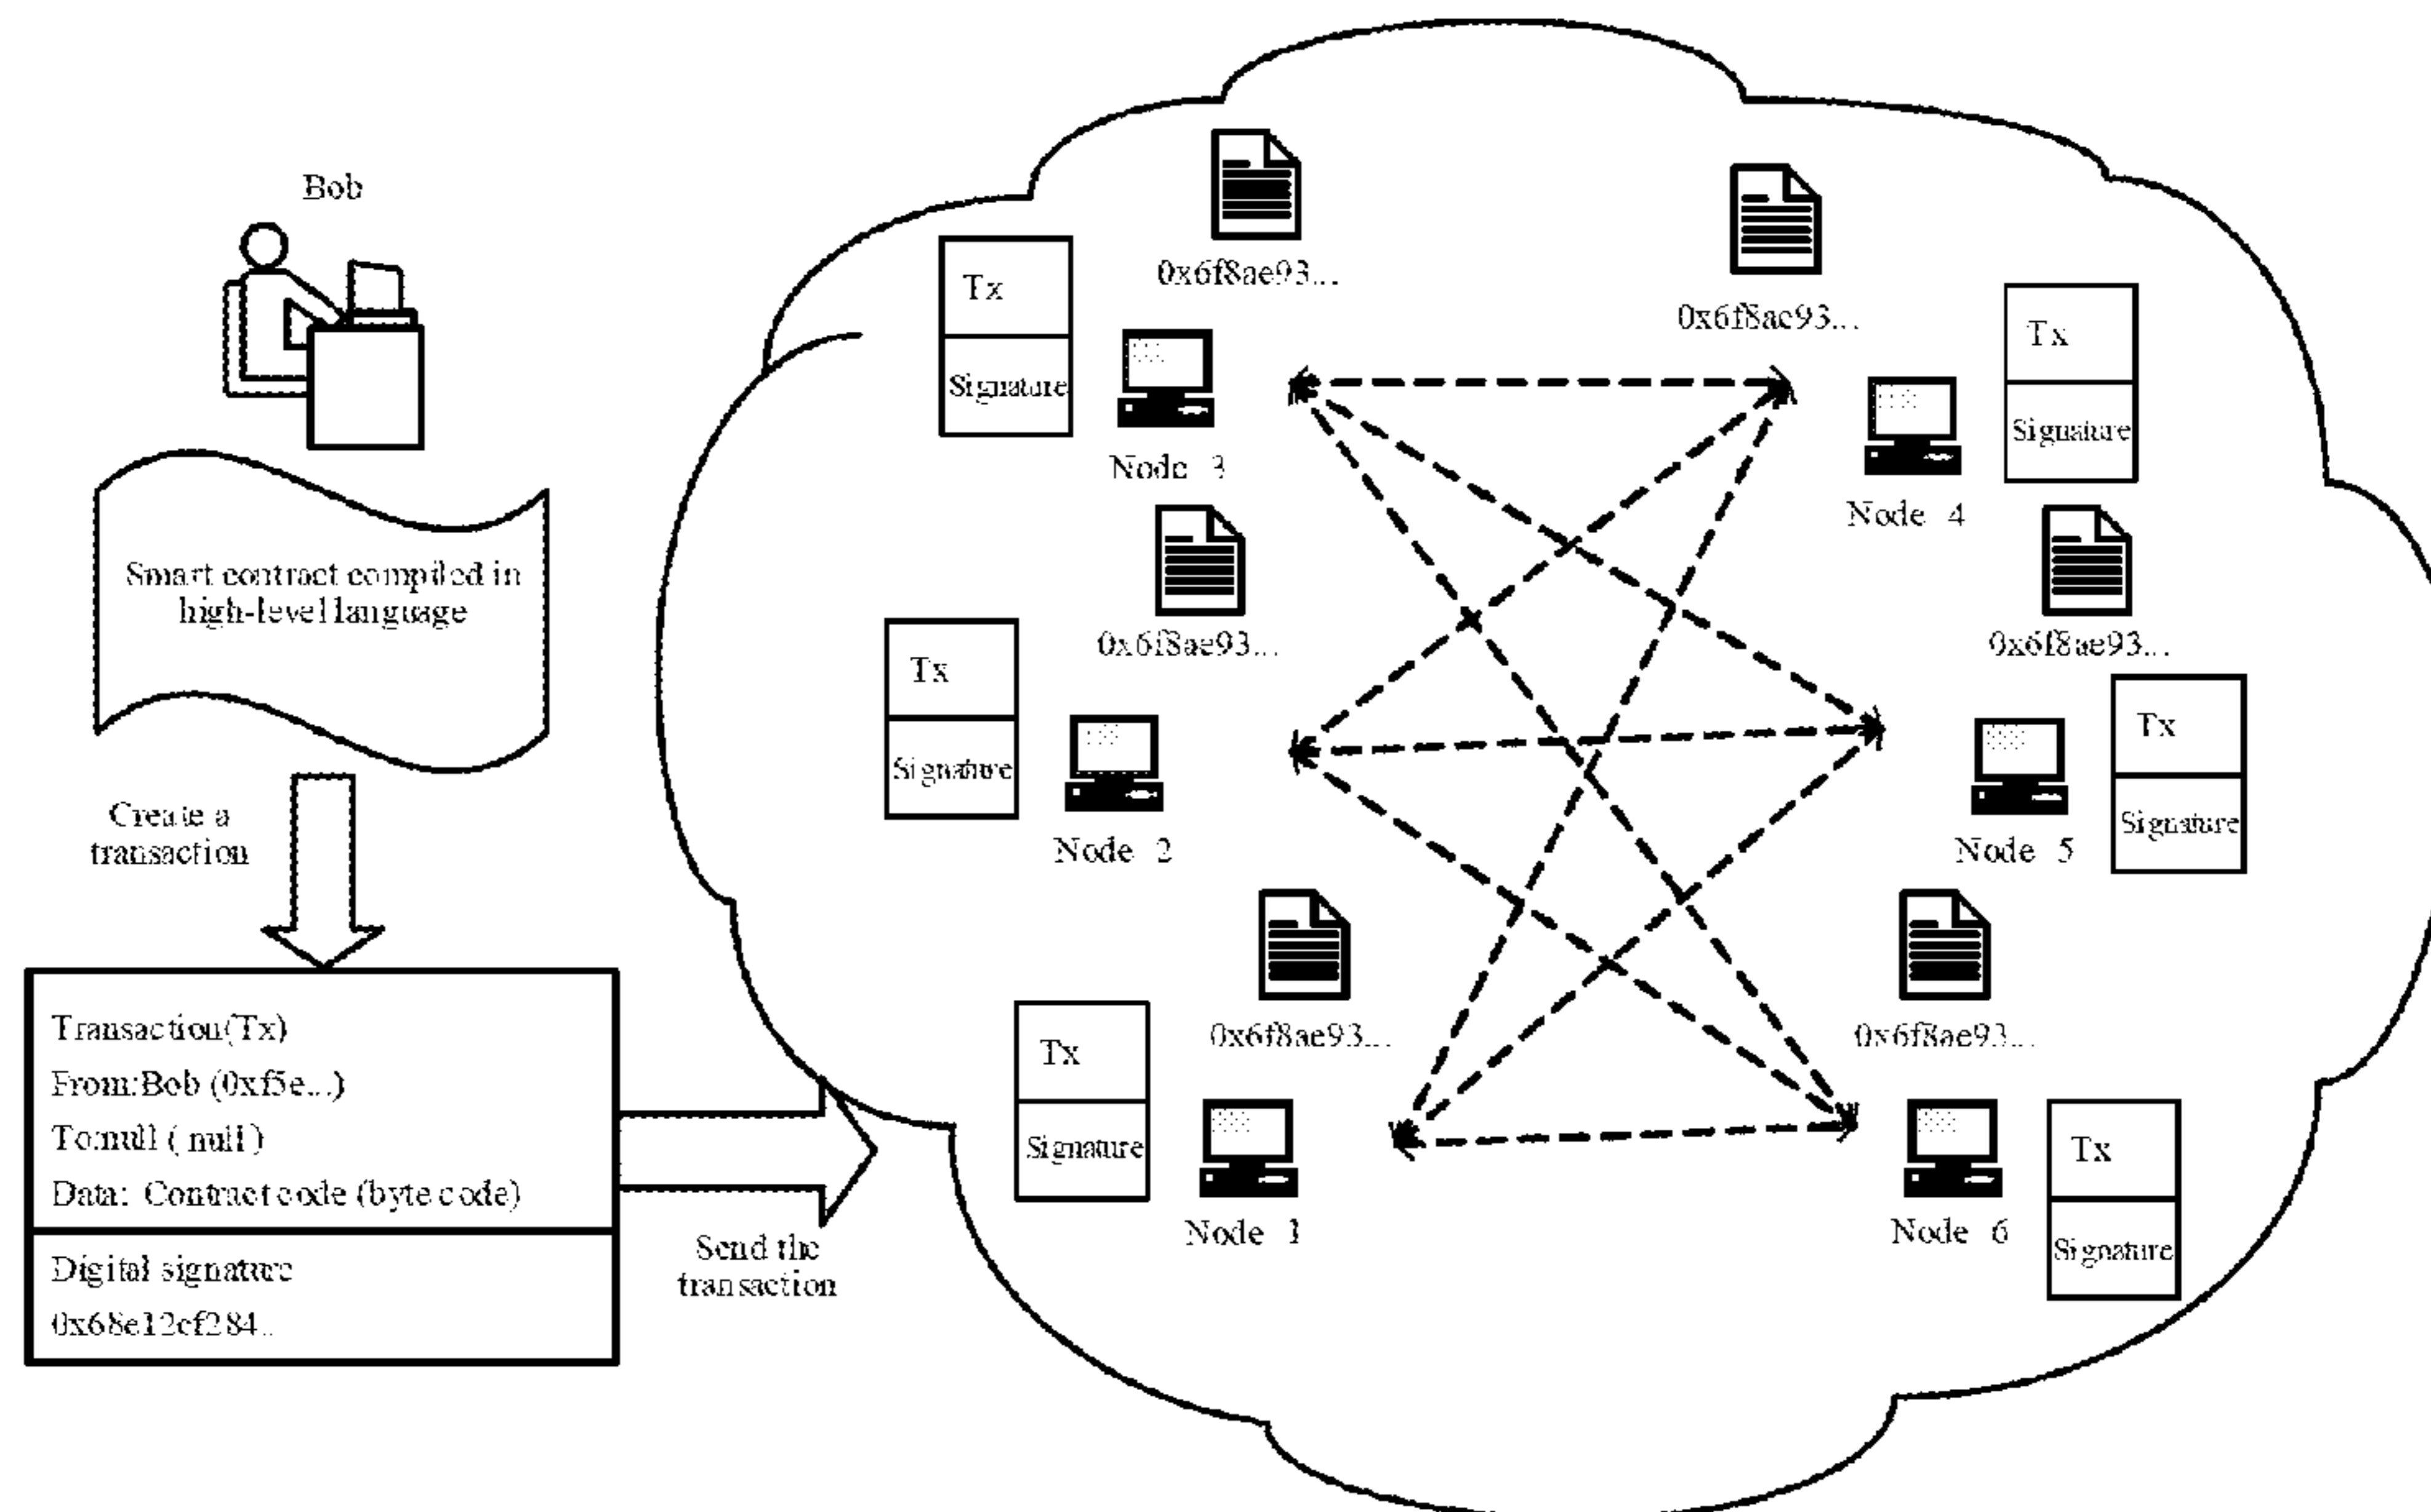 Bob
Smart contract compiled in
high-level language
Create a
transaction
Transaction(Tx)
From:Bob (0xf5e...)
To:null ( null )
Data: Contract code (byte code)
Digital signature
0x68e12cf284..
Send the
transaction
0x6f8ae93...
Tx
Signature
Node 3
0x6f8ae93...
Tx
Signature
Node 4
0x6f8ae93...
Tx
Signature
Node 2
0x6f8ae93...
Tx
Signature
Node 5
0x6f8ae93...
Tx
Signature
Node 1
0x6f8ae93...
Tx
Signature
Node 6